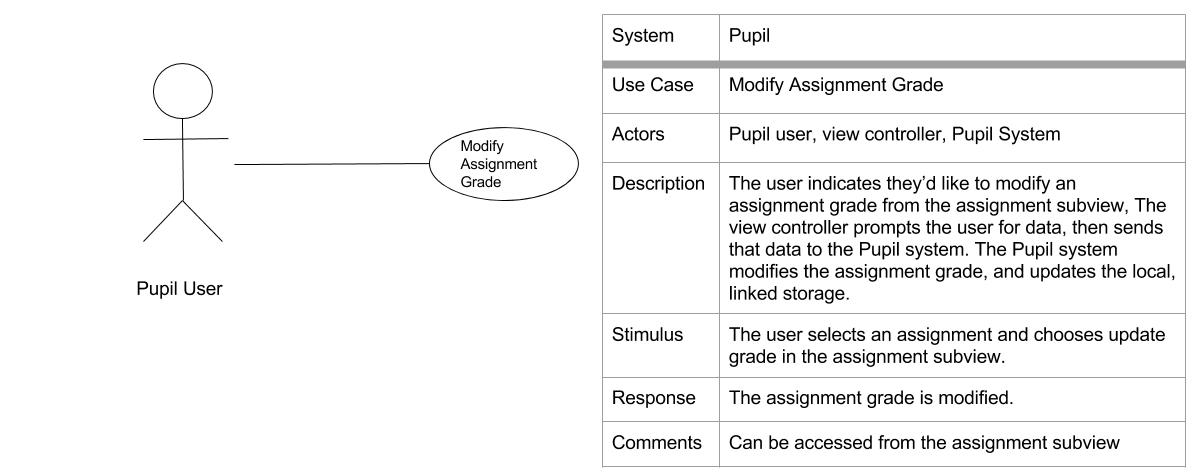 Modify
Assignment
Grade
Pupil User
System Pupil
Use Case Modify Assignment Grade
Actors Pupil user, view controller, Pupil System
Description The user indicates they’d like to modify an
assignment grade from the assignment subview, The
view controller prompts the user for data, then sends
that data to the Pupil system. The Pupil system
modifies the assignment grade, and updates the local,
linked storage.
Stimulus The user selects an assignment and chooses update
grade in the assignment subview.
Response The assignment grade is modified.
Comments Can be accessed from the assignment subview